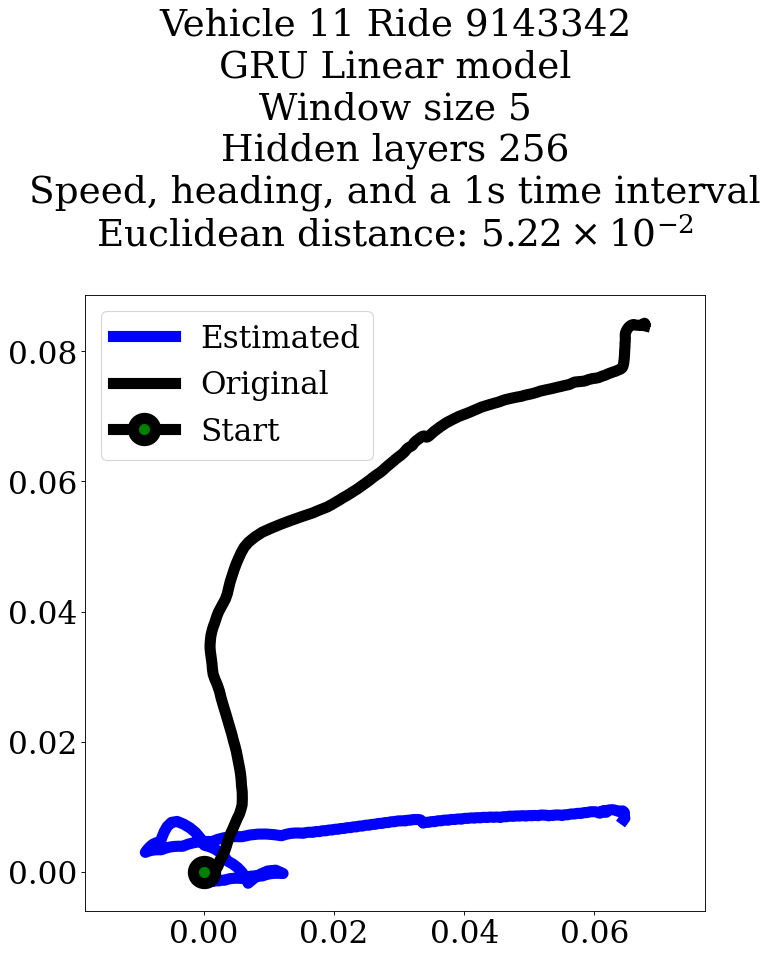 Vehicle 11 Ride 9143342
GRU Linear model
Window size 5
Hidden layers 256
Speed, heading, and a 1s time interval
Euclidean distance: 5.22 × 10⁻²
Estimated
Original
Start
0.08
0.06
0.04
0.02
0.00
0.00 0.02 0.04 0.06